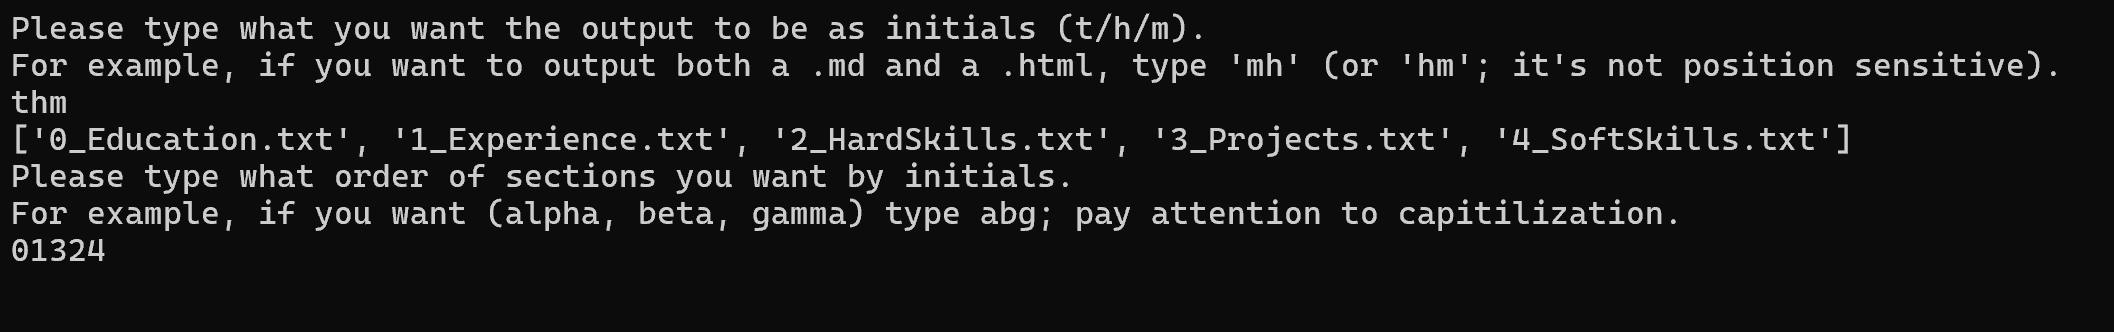 Please type what you want the output to be as initials (t/h/m).
For example, if you want to output both a .md and a .html, type 'mh' (or 'hm'; it's not position sensitive).
thm
['0_Education.txt', '1_Experience.txt', '2_HardSkills.txt', '3_Projects.txt', '4_SoftSkills.txt']
Please type what order of sections you want by initials.
For example, if you want (alpha, beta, gamma) type abg; pay attention to capitilization.
01324